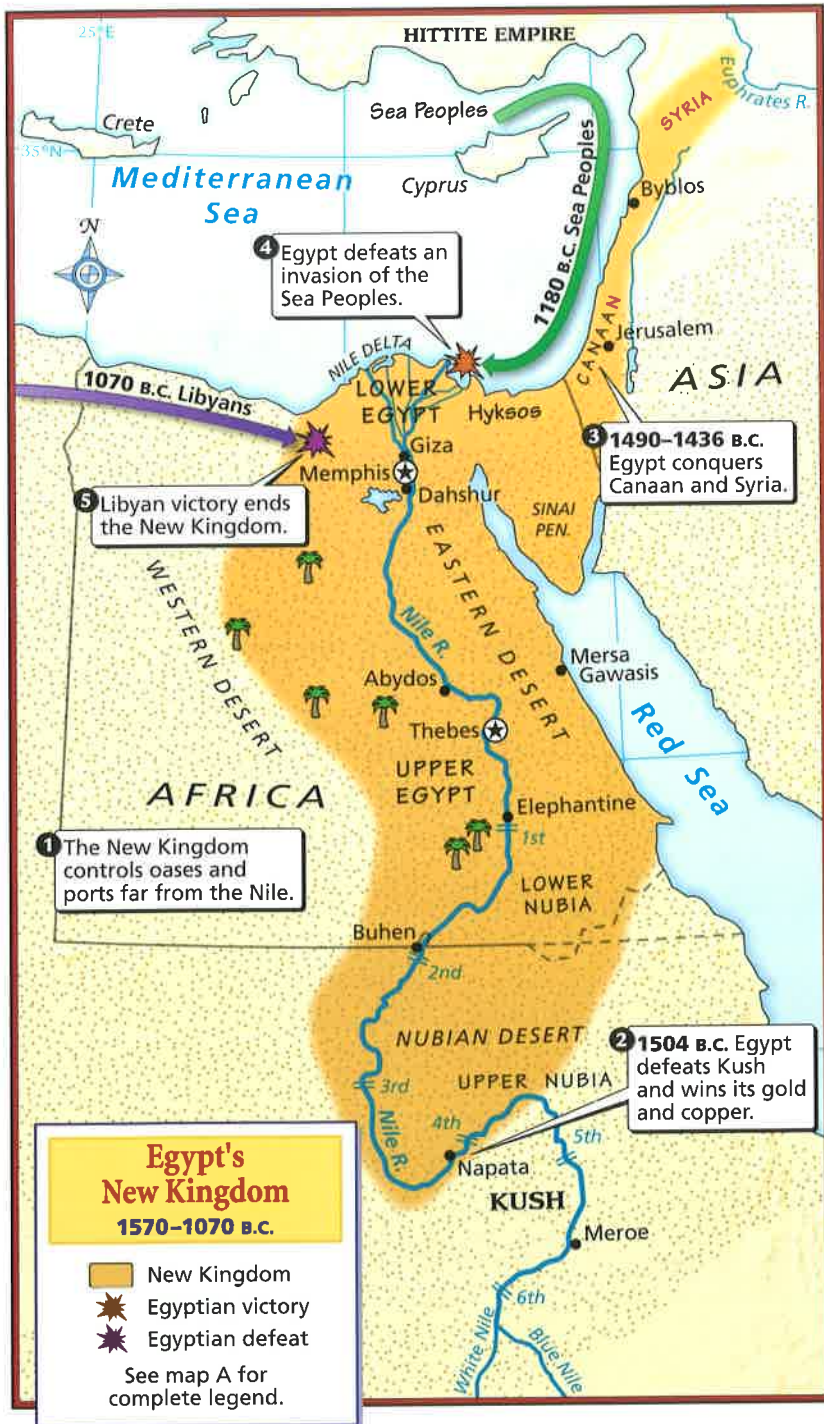 25°E
HITTITE EMPIRE
Euphrates R.
SYRIA
Sea Peoples
Crete
35°N
Mediterranean
Sea
Cyprus
Byblos
N
1180 B.C. Sea Peoples
4 Egypt defeats an
invasion of the
Sea Peoples.
CANAAN
Jerusalem
ASIA
NILE DELTA
1070 B.C. Libyans
LOWER
EGYPT
Hyksos
3 1490–1436 B.C.
Egypt conquers
Canaan and Syria.
Giza
Memphis
Dahshur
5 Libyan victory ends
the New Kingdom.
SINAI
PEN.
EASTERN DESERT
WESTERN DESERT
Nile R.
Mersa
Gawasis
Abydos
Thebes
Red Sea
UPPER
EGYPT
AFRICA
Elephantine
1st
1 The New Kingdom
controls oases and
ports far from the Nile.
LOWER
NUBIA
Buhen
2nd
NUBIAN DESERT
2 1504 B.C. Egypt
defeats Kush
and wins its gold
and copper.
3rd
UPPER NUBIA
Nile R.
4th
5th
Napata
KUSH
Meroe
6th
White Nile
Blue Nile
Egypt's
New Kingdom
1570–1070 B.C.
New Kingdom
Egyptian victory
Egyptian defeat
See map A for
complete legend.